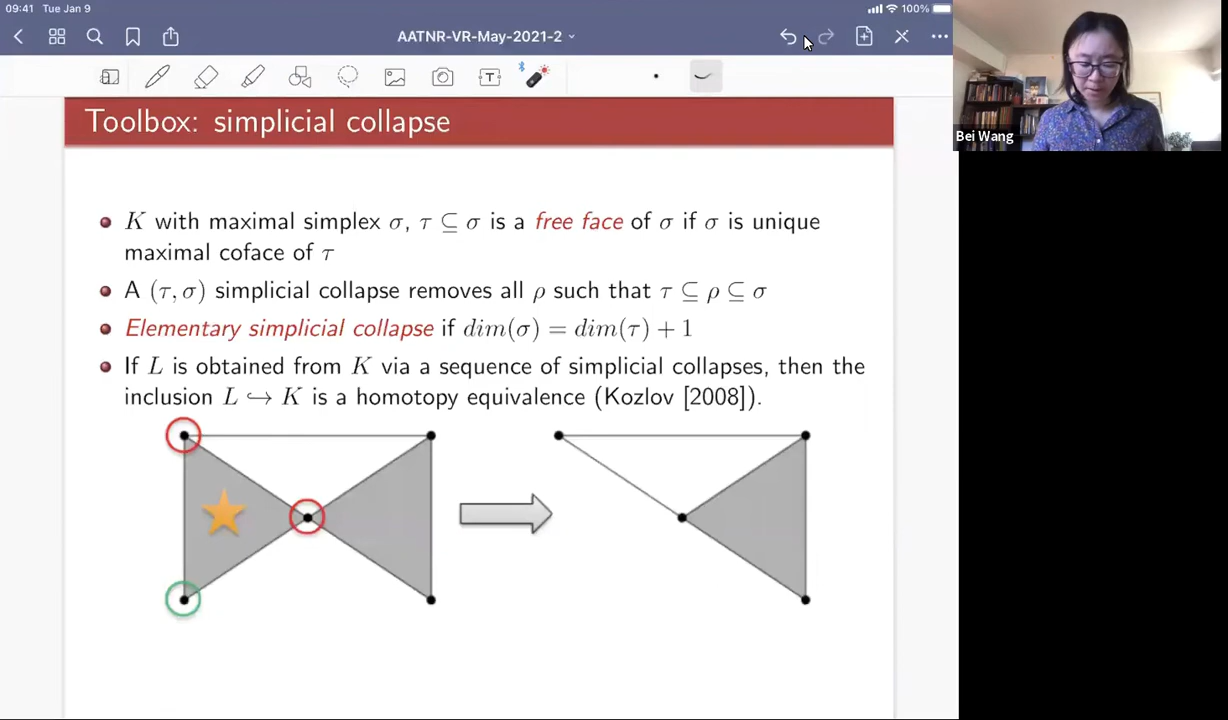 09:41 Tue Jan 9
100%
AATNR-VR-May-2021-2
T
Toolbox: simplicial collapse
Bei Wang
K with maximal simplex σ, τ ⊆ σ is a free face of σ if σ is unique
maximal coface of τ
A (τ, σ) simplicial collapse removes all ρ such that τ ⊆ ρ ⊆ σ
Elementary simplicial collapse if dim(σ) = dim(τ) + 1
If L is obtained from K via a sequence of simplicial collapses, then the
inclusion L ↪ K is a homotopy equivalence (Kozlov [2008]).